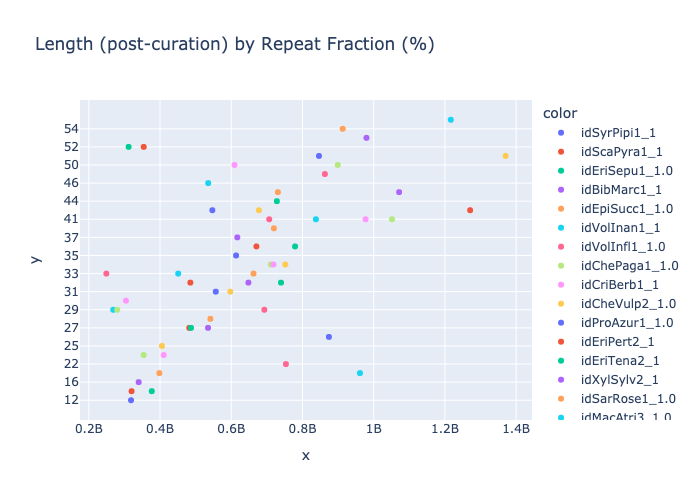 Length (post-curation) by Repeat Fraction (%)
color
54
52
50
46
44
41
37
35
33
31
29
27
25
22
16
12
y
0.2B 0.4B 0.6B 0.8B 1B 1.2B 1.4B
x
idSyrPipi1_1
idScaPyra1_1
idEriSepu1_1.0
idBibMarc1_1
idEpiSucc1_1.0
idVolInan1_1
idVolInfl1_1.0
idChePaga1_1.0
idCriBerb1_1
idCheVulp2_1.0
idProAzur1_1.0
idEriPert2_1
idEriTena2_1
idXylSylv2_1
idSarRose1_1.0
idMacAtri3_1.0